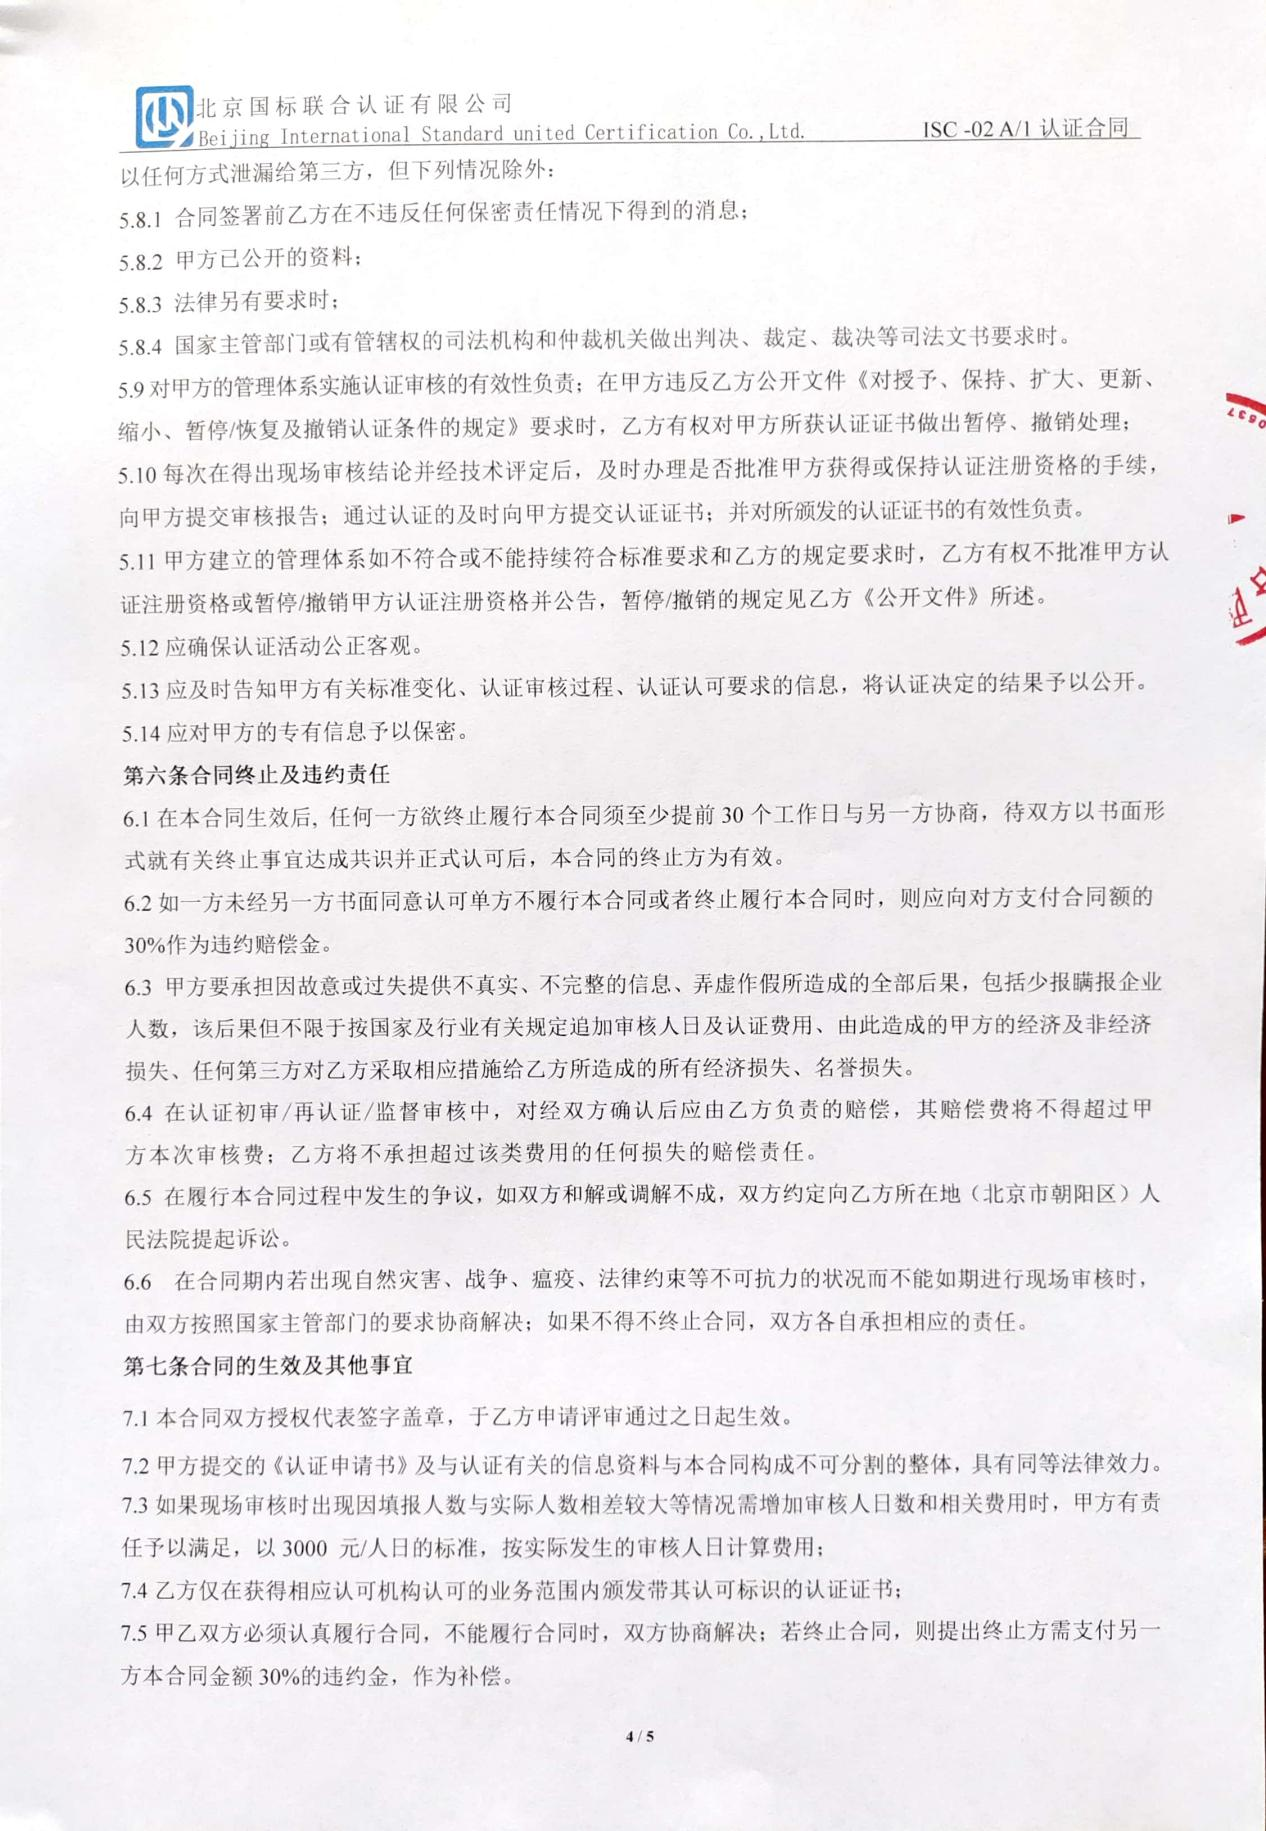 北京国标联合认证有限公司
Beijing International Standard united Certification Co.,Ltd.
ISC -02 A/1 认证合同
以任何方式泄漏给第三方，但下列情况除外：
5.8.1 合同签署前乙方在不违反任何保密责任情况下得到的消息；
5.8.2 甲方已公开的资料；
5.8.3 法律另有要求时；
5.8.4 国家主管部门或有管辖权的司法机构和仲裁机关做出判决、裁定、裁决等司法文书要求时。
5.9 对甲方的管理体系实施认证审核的有效性负责；在甲方违反乙方公开文件《对授予、保持、扩大、更新、
缩小、暂停/恢复及撤销认证条件的规定》要求时，乙方有权对甲方所获认证证书做出暂停、撤销处理；
5.10 每次在得出现场审核结论并经技术评定后，及时办理是否批准甲方获得或保持认证注册资格的手续，
向甲方提交审核报告；通过认证的及时向甲方提交认证证书；并对所颁发的认证证书的有效性负责。
5.11 甲方建立的管理体系如不符合或不能持续符合标准要求和乙方的规定要求时，乙方有权不批准甲方认
证注册资格或暂停/撤销甲方认证注册资格并公告，暂停/撤销的规定见乙方《公开文件》所述。
5.12 应确保认证活动公正客观。
5.13 应及时告知甲方有关标准变化、认证审核过程、认证认可要求的信息，将认证决定的结果予以公开。
5.14 应对甲方的专有信息予以保密。
第六条合同终止及违约责任
6.1 在本合同生效后, 任何一方欲终止履行本合同须至少提前 30 个工作日与另一方协商，待双方以书面形
式就有关终止事宜达成共识并正式认可后，本合同的终止方为有效。
6.2 如一方未经另一方书面同意认可单方不履行本合同或者终止履行本合同时，则应向对方支付合同额的
30%作为违约赔偿金。
6.3 甲方要承担因故意或过失提供不真实、不完整的信息、弄虚作假所造成的全部后果，包括少报瞒报企业
人数，该后果但不限于按国家及行业有关规定追加审核人日及认证费用、由此造成的甲方的经济及非经济
损失、任何第三方对乙方采取相应措施给乙方所造成的所有经济损失、名誉损失。
6.4 在认证初审/再认证/监督审核中，对经双方确认后应由乙方负责的赔偿，其赔偿费将不得超过甲
方本次审核费；乙方将不承担超过该类费用的任何损失的赔偿责任。
6.5 在履行本合同过程中发生的争议，如双方和解或调解不成，双方约定向乙方所在地（北京市朝阳区）人
民法院提起诉讼。
6.6 在合同期内若出现自然灾害、战争、瘟疫、法律约束等不可抗力的状况而不能如期进行现场审核时，
由双方按照国家主管部门的要求协商解决；如果不得不终止合同，双方各自承担相应的责任。
第七条合同的生效及其他事宜
7.1 本合同双方授权代表签字盖章，于乙方申请评审通过之日起生效。
7.2 甲方提交的《认证申请书》及与认证有关的信息资料与本合同构成不可分割的整体，具有同等法律效力。
7.3 如果现场审核时出现因填报人数与实际人数相差较大等情况需增加审核人日数和相关费用时，甲方有责
任予以满足，以 3000 元/人日的标准，按实际发生的审核人日计算费用；
7.4 乙方仅在获得相应认可机构认可的业务范围内颁发带其认可标识的认证证书；
7.5 甲乙双方必须认真履行合同，不能履行合同时，双方协商解决；若终止合同，则提出终止方需支付另一
方本合同金额 30%的违约金，作为补偿。
4 / 5